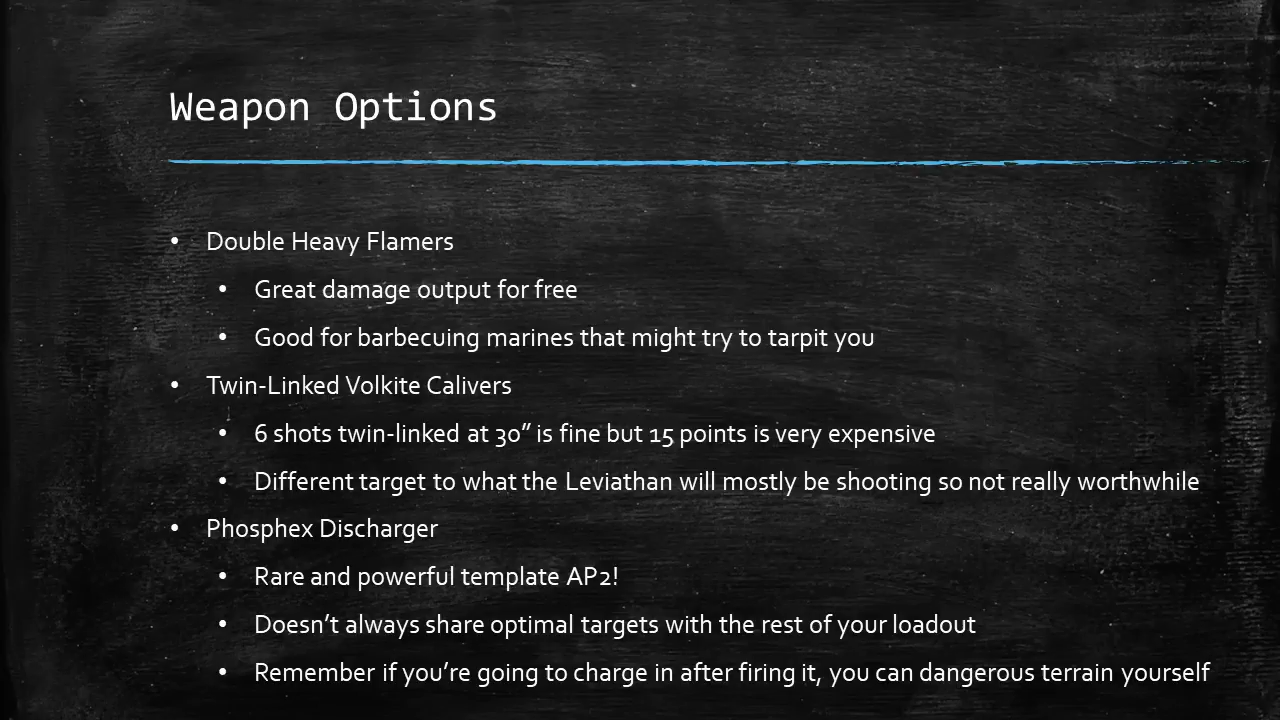 Weapon Options
• Double Heavy Flamers
• Great damage output for free
• Good for barbecuing marines that might try to tarpit you
• Twin-Linked Volkite Calivers
• 6 shots twin-linked at 30” is fine but 15 points is very expensive
• Different target to what the Leviathan will mostly be shooting so not really worthwhile
• Phosphex Discharger
• Rare and powerful template AP2!
• Doesn’t always share optimal targets with the rest of your loadout
• Remember if you’re going to charge in after firing it, you can dangerous terrain yourself